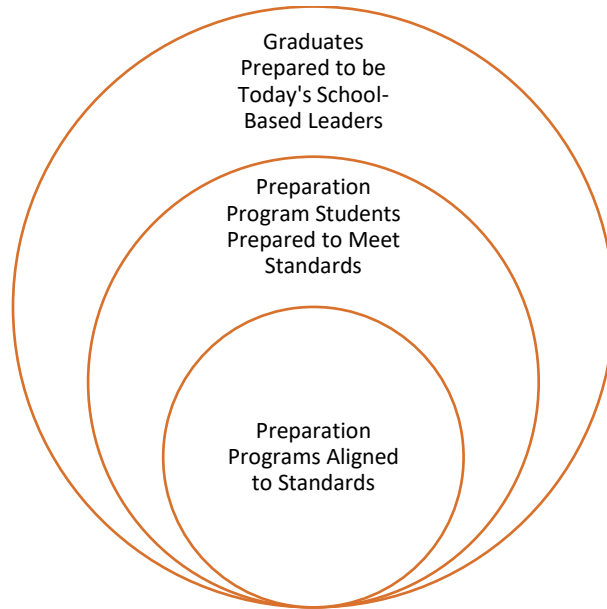 Graduates
Prepared to be
Today's School-
Based Leaders
Preparation
Program Students
Prepared to Meet
Standards
Preparation
Programs Aligned
to Standards